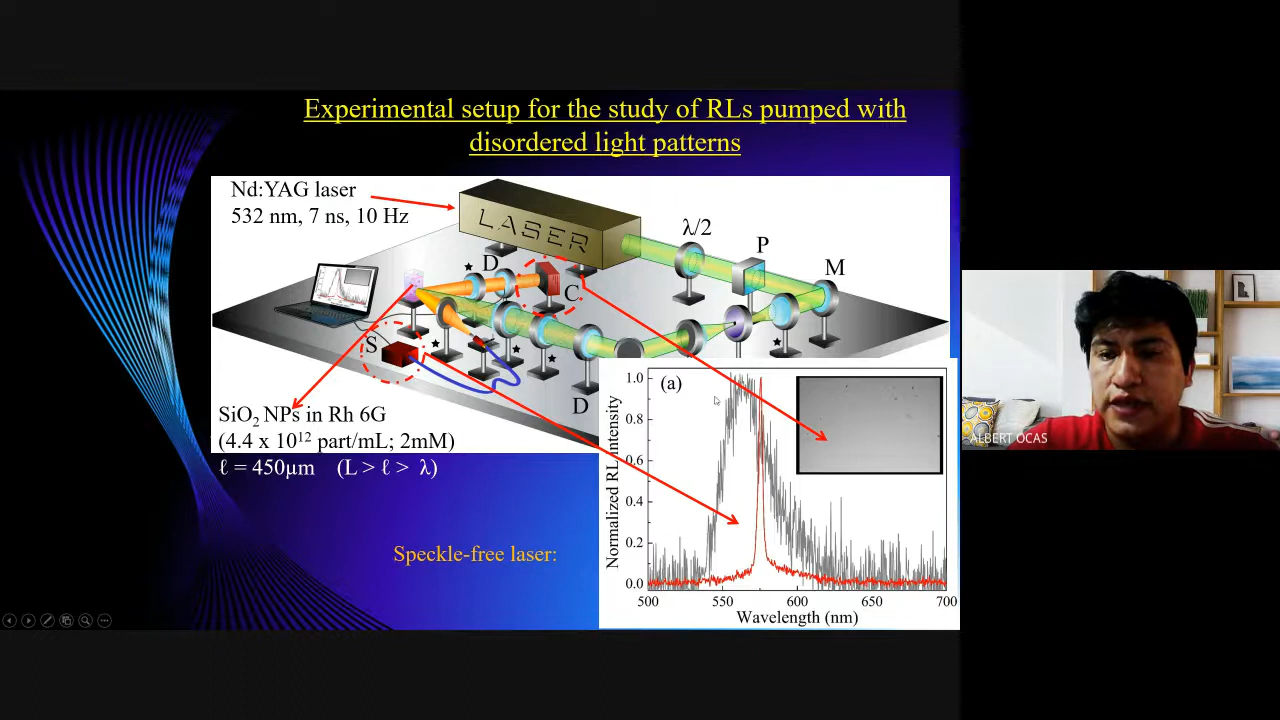 Experimental setup for the study of RLs pumped with
disordered light patterns
Nd:YAG laser
532 nm, 7 ns, 10 Hz
LASER
λ/2
P
M
D
C
S
D
SiO₂ NPs in Rh 6G
(4.4 x 10¹² part/mL; 2mM)
ℓ = 450µm (L > ℓ > λ)
Speckle-free laser:
(a)
Normalized RL intensity
1.0
0.8
0.6
0.4
0.2
0.0
500 550 600 650 700
Wavelength (nm)
ALBERT OCAS